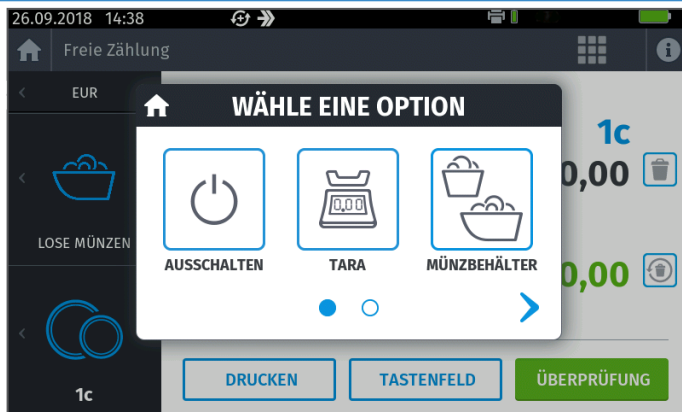 26.09.2018 14:38
Freie Zählung
EUR
WÄHLE EINE OPTION
1c
0,00
0,00
LOSE MÜNZEN
AUSSCHALTEN
TARA
MÜNZBEHÄLTER
0,00
1c
DRUCKEN
TASTENFELD
ÜBERPRÜFUNG